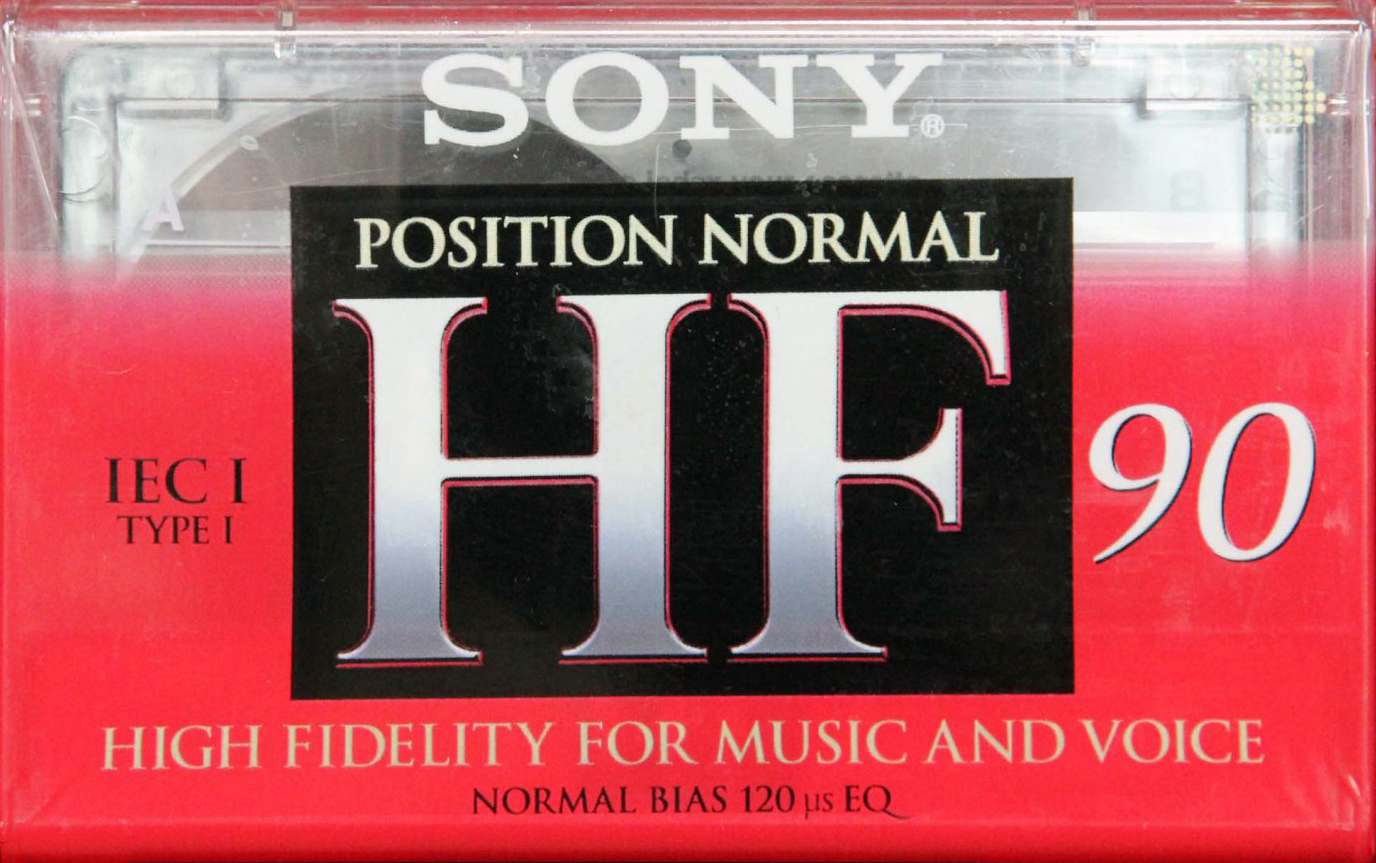 SONY®
A
B
POSITION NORMAL
HF
90
IEC I
TYPE I
HIGH FIDELITY FOR MUSIC AND VOICE
NORMAL BIAS 120 µs EQ